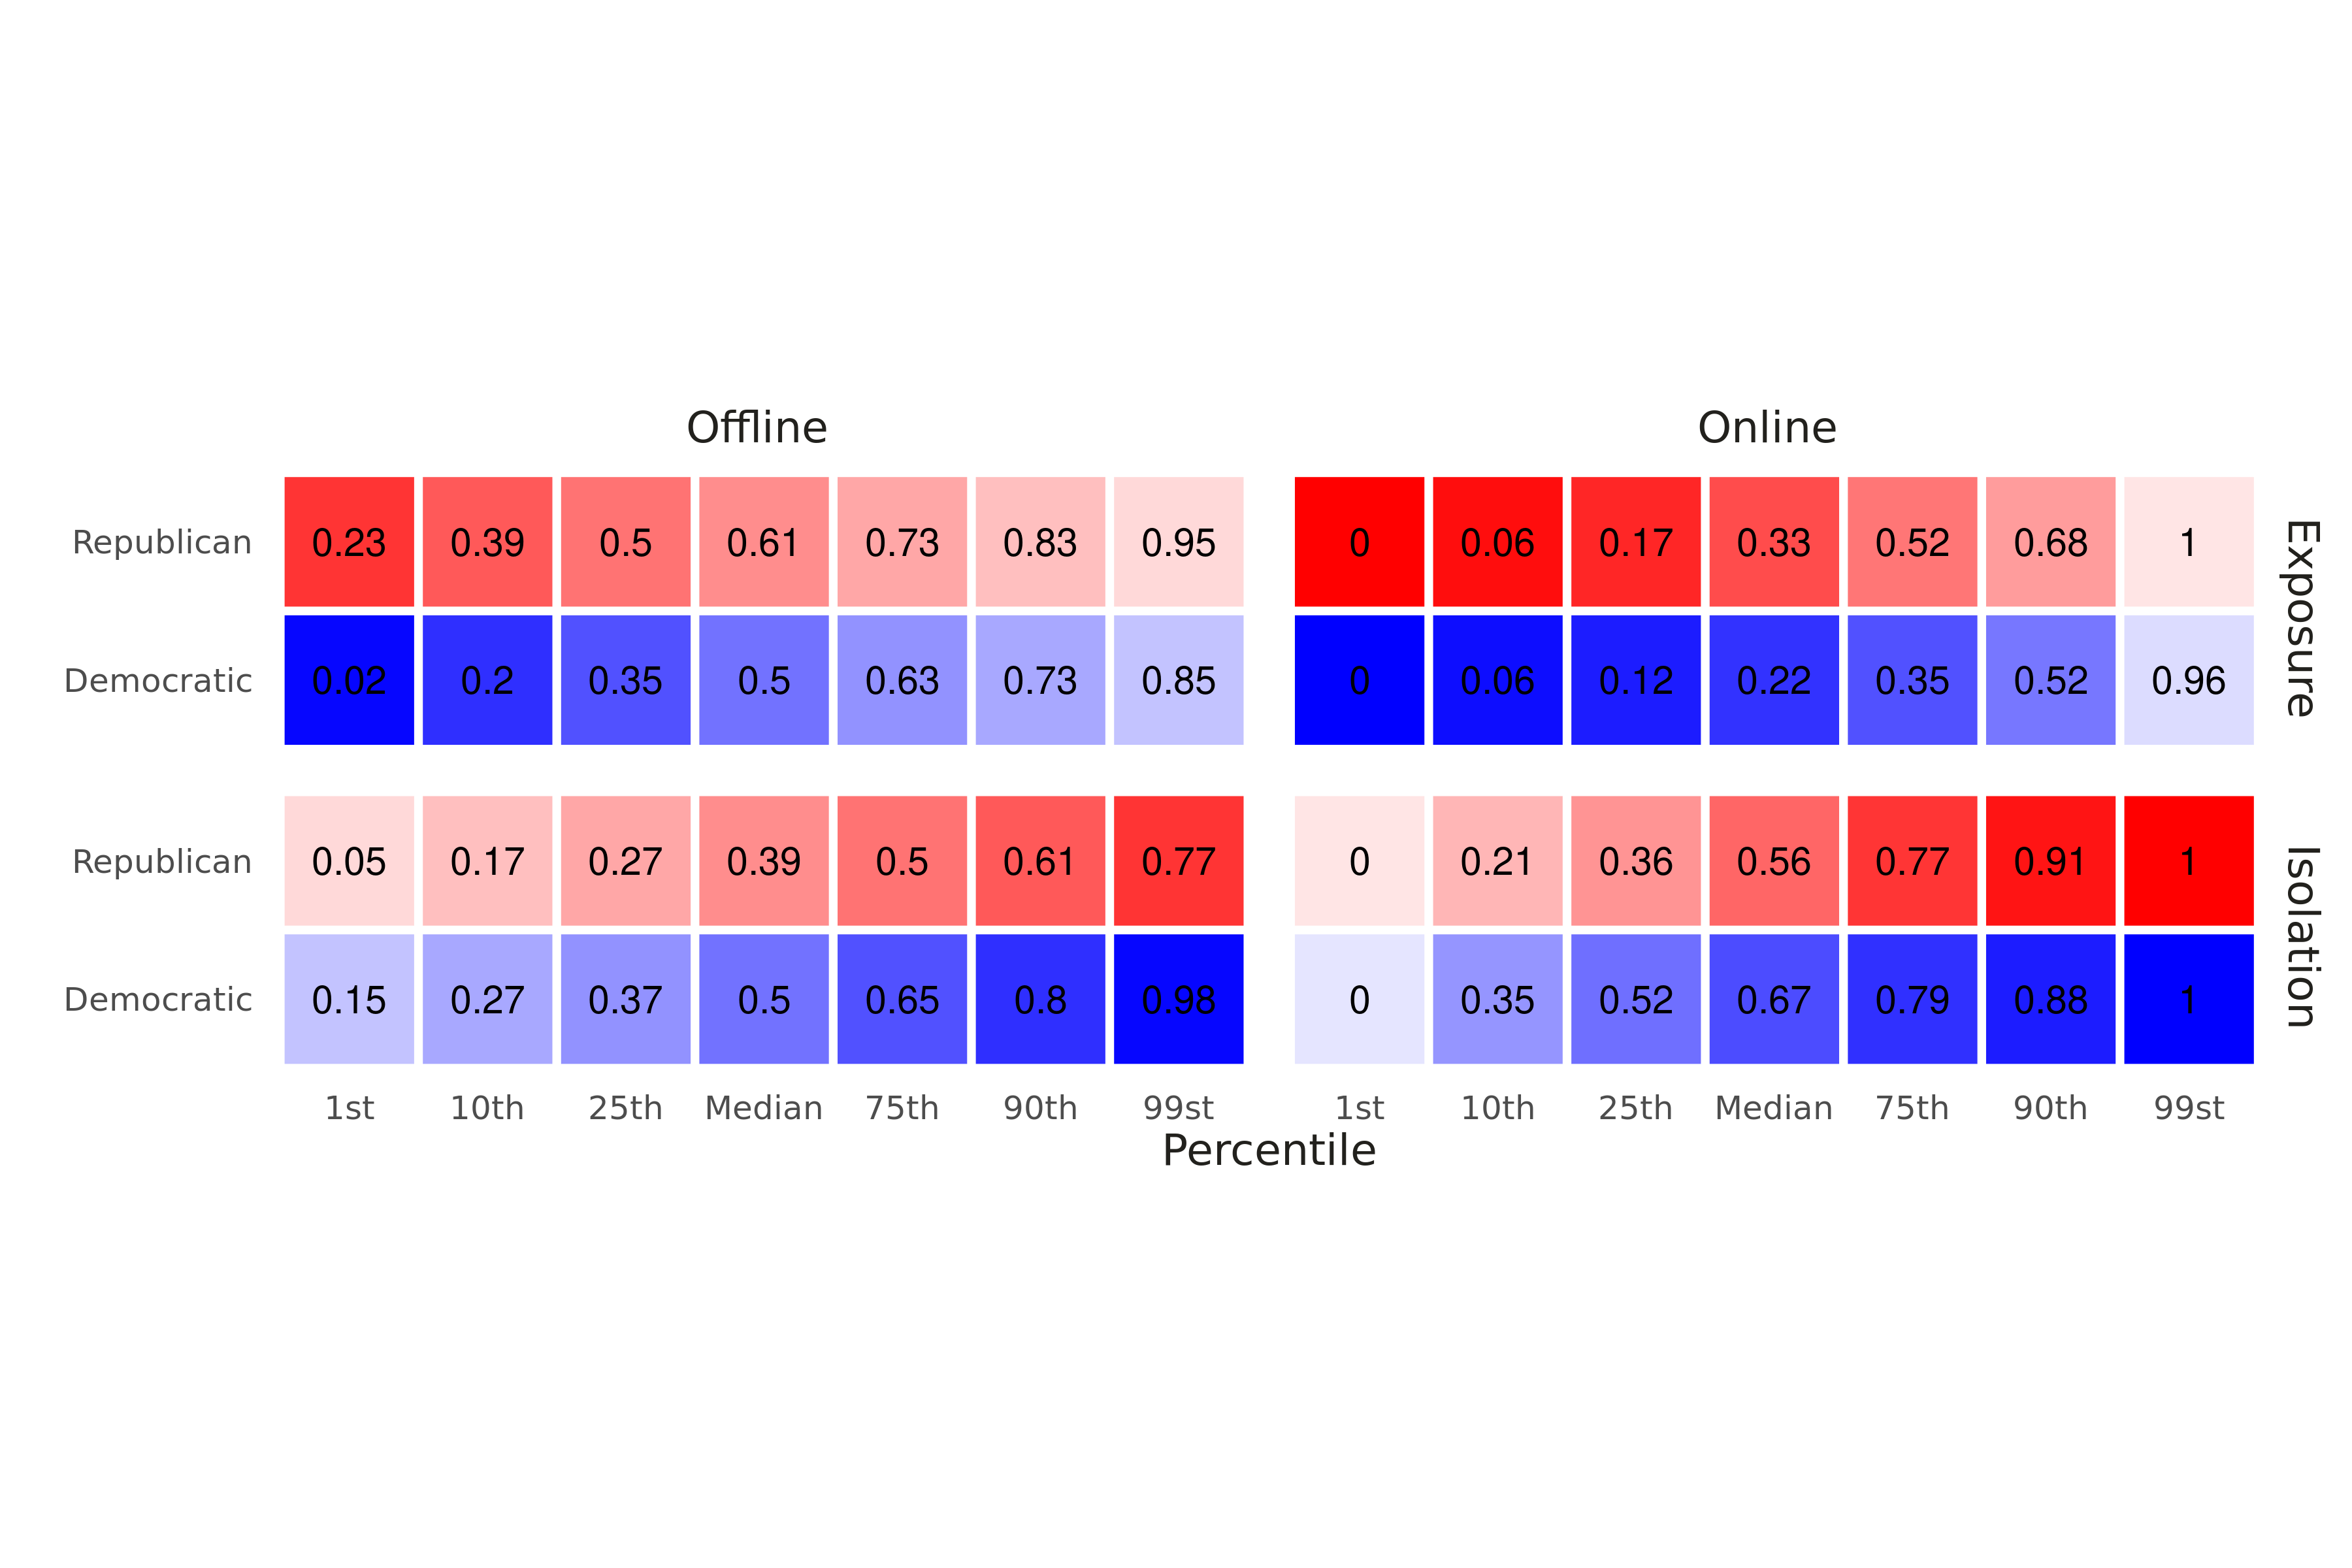 Offline Online
Republican 0.23 0.39 0.5 0.61 0.73 0.83 0.95 0 0.06 0.17 0.33 0.52 0.68 1
Democratic 0.02 0.2 0.35 0.5 0.63 0.73 0.85 0 0.06 0.12 0.22 0.35 0.52 0.96
Exposure
Republican 0.05 0.17 0.27 0.39 0.5 0.61 0.77 0 0.21 0.36 0.56 0.77 0.91 1
Democratic 0.15 0.27 0.37 0.5 0.65 0.8 0.98 0 0.35 0.52 0.67 0.79 0.88 1
Isolation
1st 10th 25th Median 75th 90th 99st 1st 10th 25th Median 75th 90th 99st
Percentile